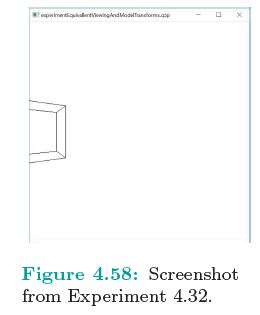 experimentEquivalentViewingAndModelTransforms.cpp
Figure 4.58: Screenshot
from Experiment 4.32.